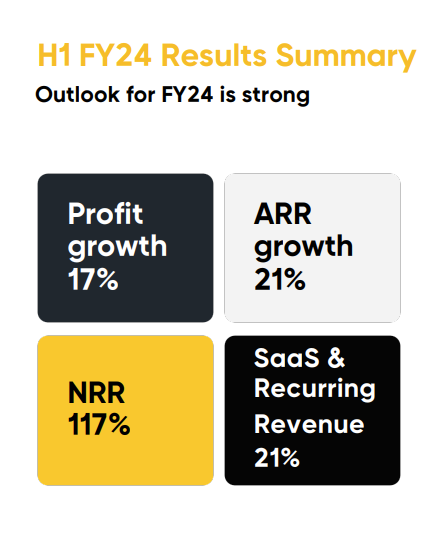 H1 FY24 Results Summary
Outlook for FY24 is strong
Profit
growth
17%
ARR
growth
21%
NRR
117%
SaaS &
Recurring
Revenue
21%